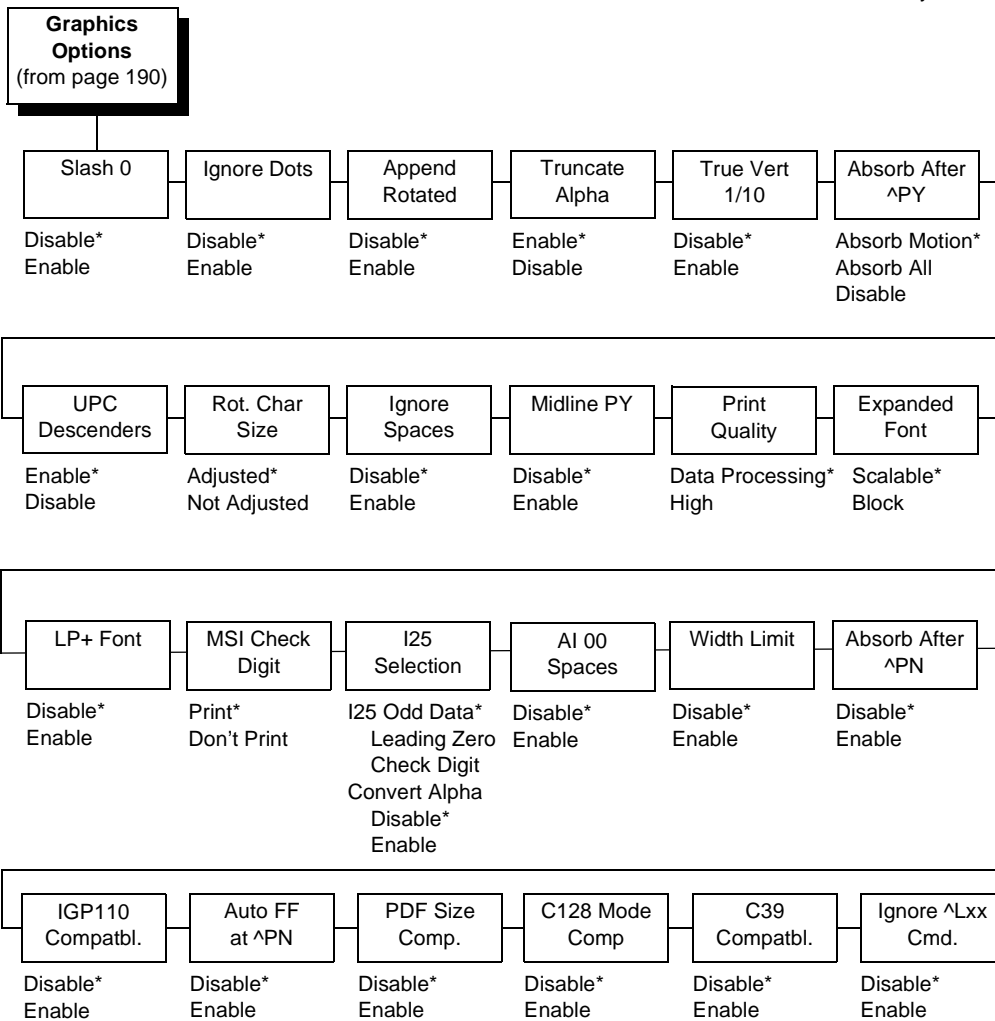 Graphics
Options
(from page 190)
Slash 0
Ignore Dots
Append
Rotated
Truncate
Alpha
True Vert
1/10
Absorb After
^PY
Disable*
Enable
Disable*
Enable
Disable*
Enable
Enable*
Disable
Disable*
Enable
Absorb Motion*
Absorb All
Disable
UPC
Descenders
Rot. Char
Size
Ignore
Spaces
Midline PY
Print
Quality
Expanded
Font
Enable*
Disable
Adjusted*
Not Adjusted
Disable*
Enable
Disable*
Enable
Data Processing*
High
Scalable*
Block
LP+ Font
MSI Check
Digit
I25
Selection
AI 00
Spaces
Width Limit
Absorb After
^PN
Disable*
Enable
Print*
Don't Print
I25 Odd Data*
Leading Zero
Check Digit
Convert Alpha
Disable*
Enable
Disable*
Enable
Disable*
Enable
Disable*
Enable
IGP110
Compatbl.
Auto FF
at ^PN
PDF Size
Comp.
C128 Mode
Comp
C39
Compatbl.
Ignore ^Lxx
Cmd.
Disable*
Enable
Disable*
Enable
Disable*
Enable
Disable*
Enable
Disable*
Enable
Disable*
Enable